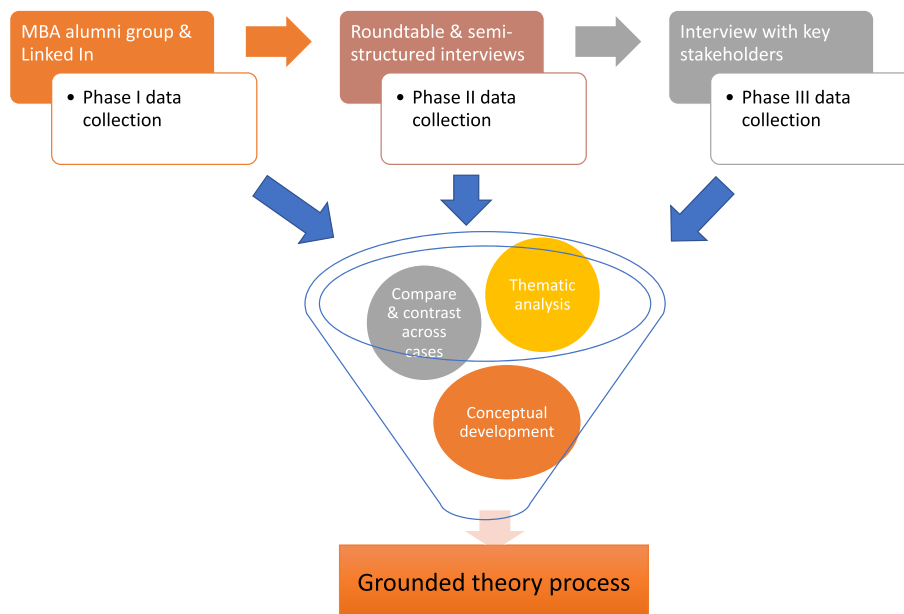 MBA alumni group &
Linked In
• Phase I data
collection
Roundtable & semi-
structured interviews
• Phase II data
collection
Interview with key
stakeholders
• Phase III data
collection
Compare
& contrast
across
cases
Thematic
analysis
Conceptual
development
Grounded theory process